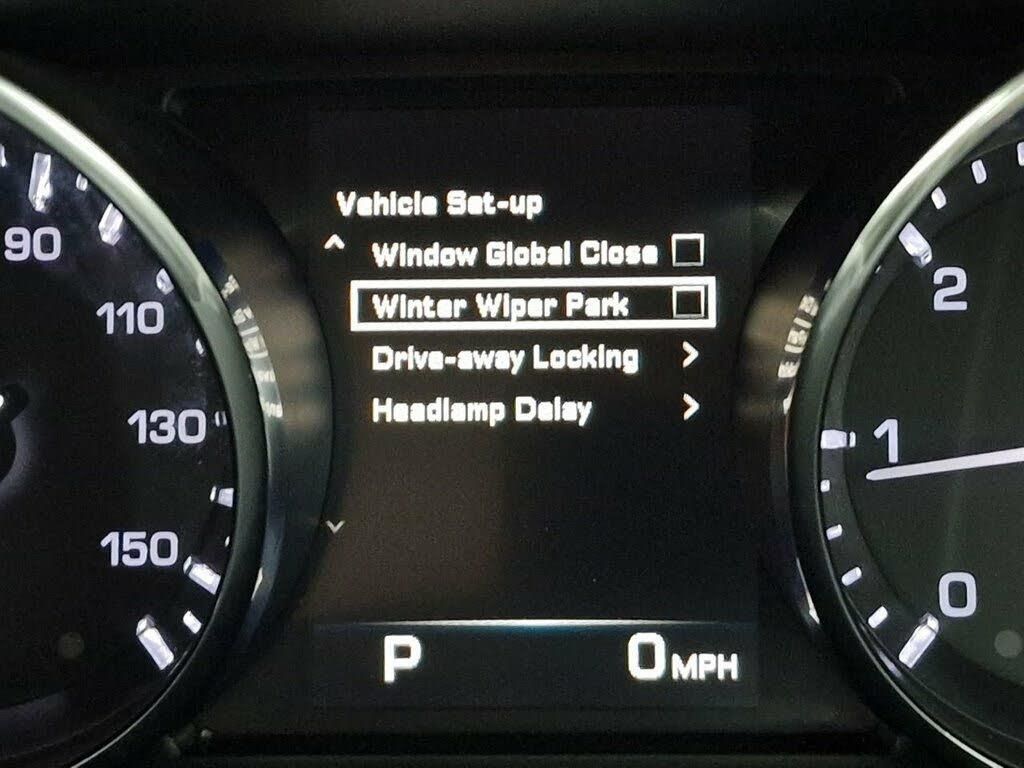 Vehicle Set-up
Window Global Close
Winter Wiper Park
Drive-away Locking
Headlamp Delay
P 0 MPH
90
110
130
150
2
1
0